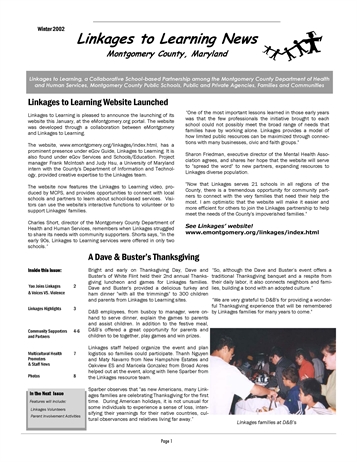 Winter 2002
Linkages to Learning News
Montgomery County, Maryland
Linkages to Learning, a Collaborative School-based Partnership among the Montgomery County Department of Health
and Human Services, Montgomery County Public Schools, Public and Private Agencies, Families and Communities
Linkages to Learning Website Launched
Linkages to Learning is pleased to announce the launching of its
website this January, at the eMontgomery.org portal. The website
was developed through a collaboration between eMontgomery
and Linkages to Learning.
The website, www.emontgomery.org/linkages/index.html, has a
prominent presence under eGov Guide, Linkages to Learning. It is
also found under eGov Services and Schools/Education. Project
manager Frank McIntosh and Judy Hsu, a University of Maryland
intern with the County's Department of Information and Technol-
ogy, provided creative expertise to the Linkages team.
The website now features the Linkages to Learning video, pro-
duced by MCPS, and provides opportunities to connect with local
schools and partners to learn about school-based services. Visi-
tors can use the website's interactive functions to volunteer or to
support Linkages' families.
Charles Short, director of the Montgomery County Department of
Health and Human Services, remembers when Linkages struggled
to share its needs with community supporters. Shorts says, "In the
early 90s, Linkages to Learning services were offered in only two
schools."
"One of the most important lessons learned in those early years
was that the few professionals the initiative brought to each
school could not possibly meet the broad range of needs that
families have by working alone. Linkages provides a model of
how limited public resources can be maximized through connec-
tions with many businesses, civic and faith groups."
Sharon Friedman, executive director of the Mental Health Asso-
ciation agrees, and shares her hope that the website will serve
to "spread the word" to new partners, expanding resources to
Linkages diverse population.
"Now that Linkages serves 21 schools in all regions of the
County, there is a tremendous opportunity for community part-
ners to connect with the very families that need their help the
most. I am optimistic that the website will make it easier and
more efficient for others to join the Linkages partnership to help
meet the needs of the County's impoverished families."
See Linkages' website!
www.emontgomery.org/linkages/index.html
A Dave & Buster's Thanksgiving
Inside this issue:
Youth Voices Linkages
Linkages Highlights 3
Community Supporters 4-6
and Partners
Multicultural Health 7
Promoters
& Staff News
Photos 8
In the Next Issue
Features will include:
Linkages Volunteers,
Parent Involvement Activities
Bright and early on Thanksgiving Day, Dave and
Buster's of White Flint held their 2nd annual Thanks-
giving luncheon and games for Linkages families.
Dave and Buster's provided a delicious turkey and
ham dinner "with all the trimmings" to 300 children
and parents from Linkages to Learning sites.
D&B employees, from busboy to manager, were on
hand to serve dinner, explain the games to parents
and assist children. In addition to the festive meal,
D&B's offered a great opportunity for parents and
children to be together, play games and win prizes.
Linkages staff helped organize the event and plan
logistics so families could participate. Thanh Nguyen
and Maty Navarro from New Hampshire Estates and
Oakview ES and Maricela Gonzalez from Broad Acres
helped out at the event, along with Ilene Sparber from
the Linkages resource team.
Sparber observes that "as new Americans, many Link-
ages families are celebrating Thanksgiving for the first
time. During American holidays, it is not unusual for
some individuals to experience a sense of loss, inten-
sifying their yearnings for their native countries, cul-
tural observances and relatives living far away."
"So, although the Dave and Buster's event offers a
traditional Thanksgiving banquet and a respite from
their daily labor, it also connects neighbors and fami-
lies, building a bond with an adopted culture."
"We are very grateful to D&B's for providing a wonder-
ful Thanksgiving experience that will be remembered
by Linkages families for many years to come."
Linkages families at D&B's
Page 1